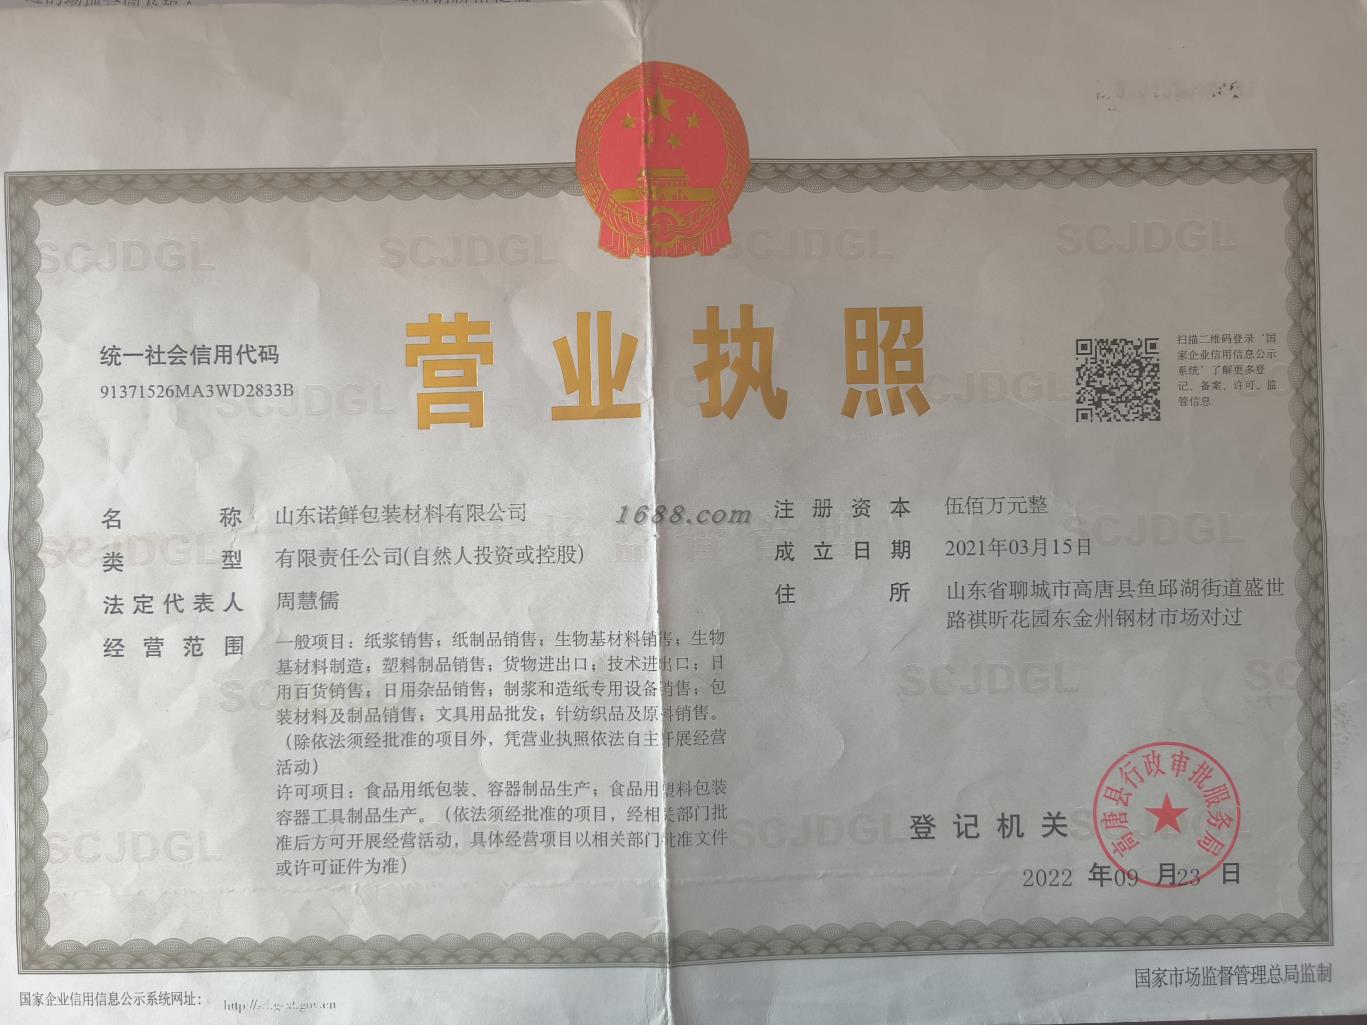 SCJDGL SCJDGL SCJDGL SCJDGL
营业执照
统一社会信用代码
91371526MA3WD2833B
扫描二维码登录‘国
家企业信用信息公示
系统’了解更多登
记、备案、许可、监
管信息
名称 山东诺鲜包装材料有限公司
类型 有限责任公司(自然人投资或控股)
法定代表人 周慧儒
经营范围 一般项目：纸浆销售；纸制品销售；生物基材料销售；生物
基材料制造；塑料制品销售；货物进出口；技术进出口；日
用百货销售；日用杂品销售；制浆和造纸专用设备销售；包
装材料及制品销售；文具用品批发；针纺织品及原料销售。
（除依法须经批准的项目外，凭营业执照依法自主开展经营
活动）
许可项目：食品用纸包装、容器制品生产；食品用塑料包装
容器工具制品生产。（依法须经批准的项目，经相关部门批
准后方可开展经营活动，具体经营项目以相关部门批准文件
或许可证件为准）
1688.com
注册资本 伍佰万元整
成立日期 2021年03月15日
住所 山东省聊城市高唐县鱼邱湖街道盛世
路祺昕花园东金州钢材市场对过
登记机关
高唐县行政审批服务局
2022 年09 月23 日
国家企业信用信息公示系统网址：
国家市场监督管理总局监制